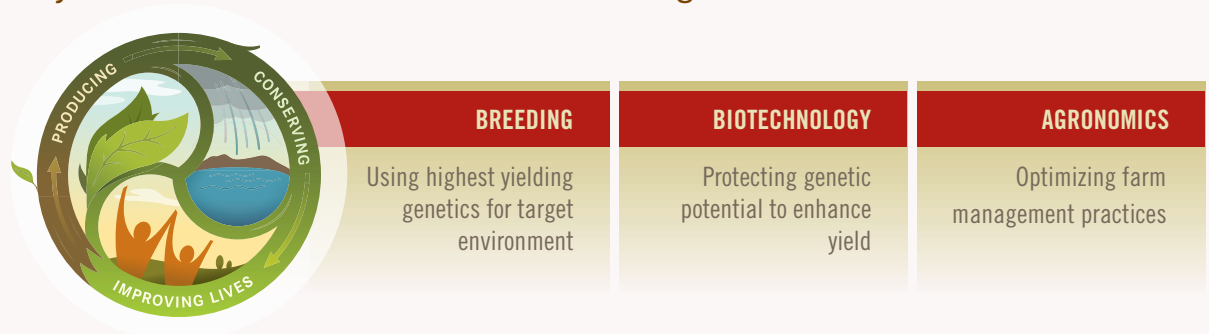 PRODUCING
CONSERVING
IMPROVING LIVES
BREEDING
Using highest yielding
genetics for target
environment
BIOTECHNOLOGY
Protecting genetic
potential to enhance
yield
AGRONOMICS
Optimizing farm
management practices